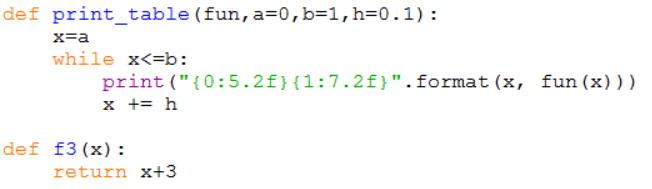 def print_table(fun,a=0,b=1,h=0.1):
    x=a
    while x<=b:
        print("{0:5.2f}{1:7.2f}".format(x, fun(x)))
        x += h

def f3(x):
    return x+3